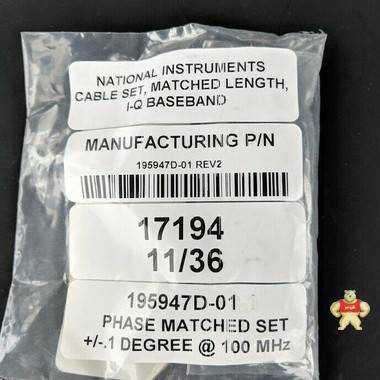 NATIONAL INSTRUMENTS
CABLE SET, MATCHED LENGTH,
I-Q BASEBAND
MANUFACTURING P/N
195947D-01 REV2
17194
11/36
195947D-01
PHASE MATCHED SET
+/-.1 DEGREE @ 100 MHz